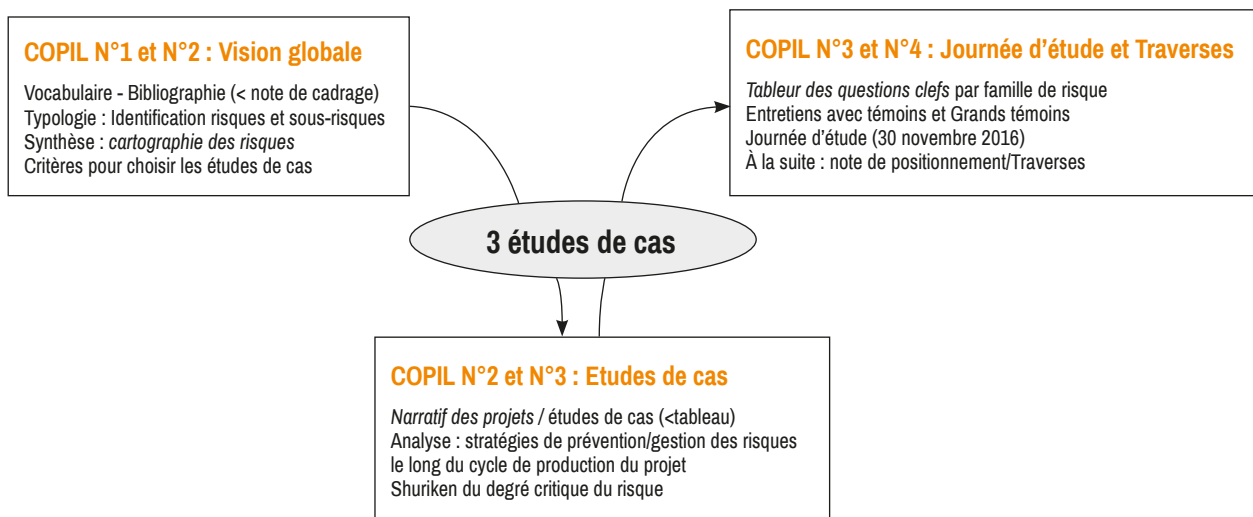 COPIL N°1 et N°2 : Vision globale
Vocabulaire - Bibliographie (< note de cadrage)
Typologie : Identification risques et sous-risques
Synthèse : cartographie des risques
Critères pour choisir les études de cas
COPIL N°3 et N°4 : Journée d’étude et Traverses
Tableur des questions clefs par famille de risque
Entretiens avec témoins et Grands témoins
Journée d’étude (30 novembre 2016)
À la suite : note de positionnement/Traverses
3 études de cas
COPIL N°2 et N°3 : Etudes de cas
Narratif des projets / études de cas (<tableau)
Analyse : stratégies de prévention/gestion des risques
le long du cycle de production du projet
Shuriken du degré critique du risque